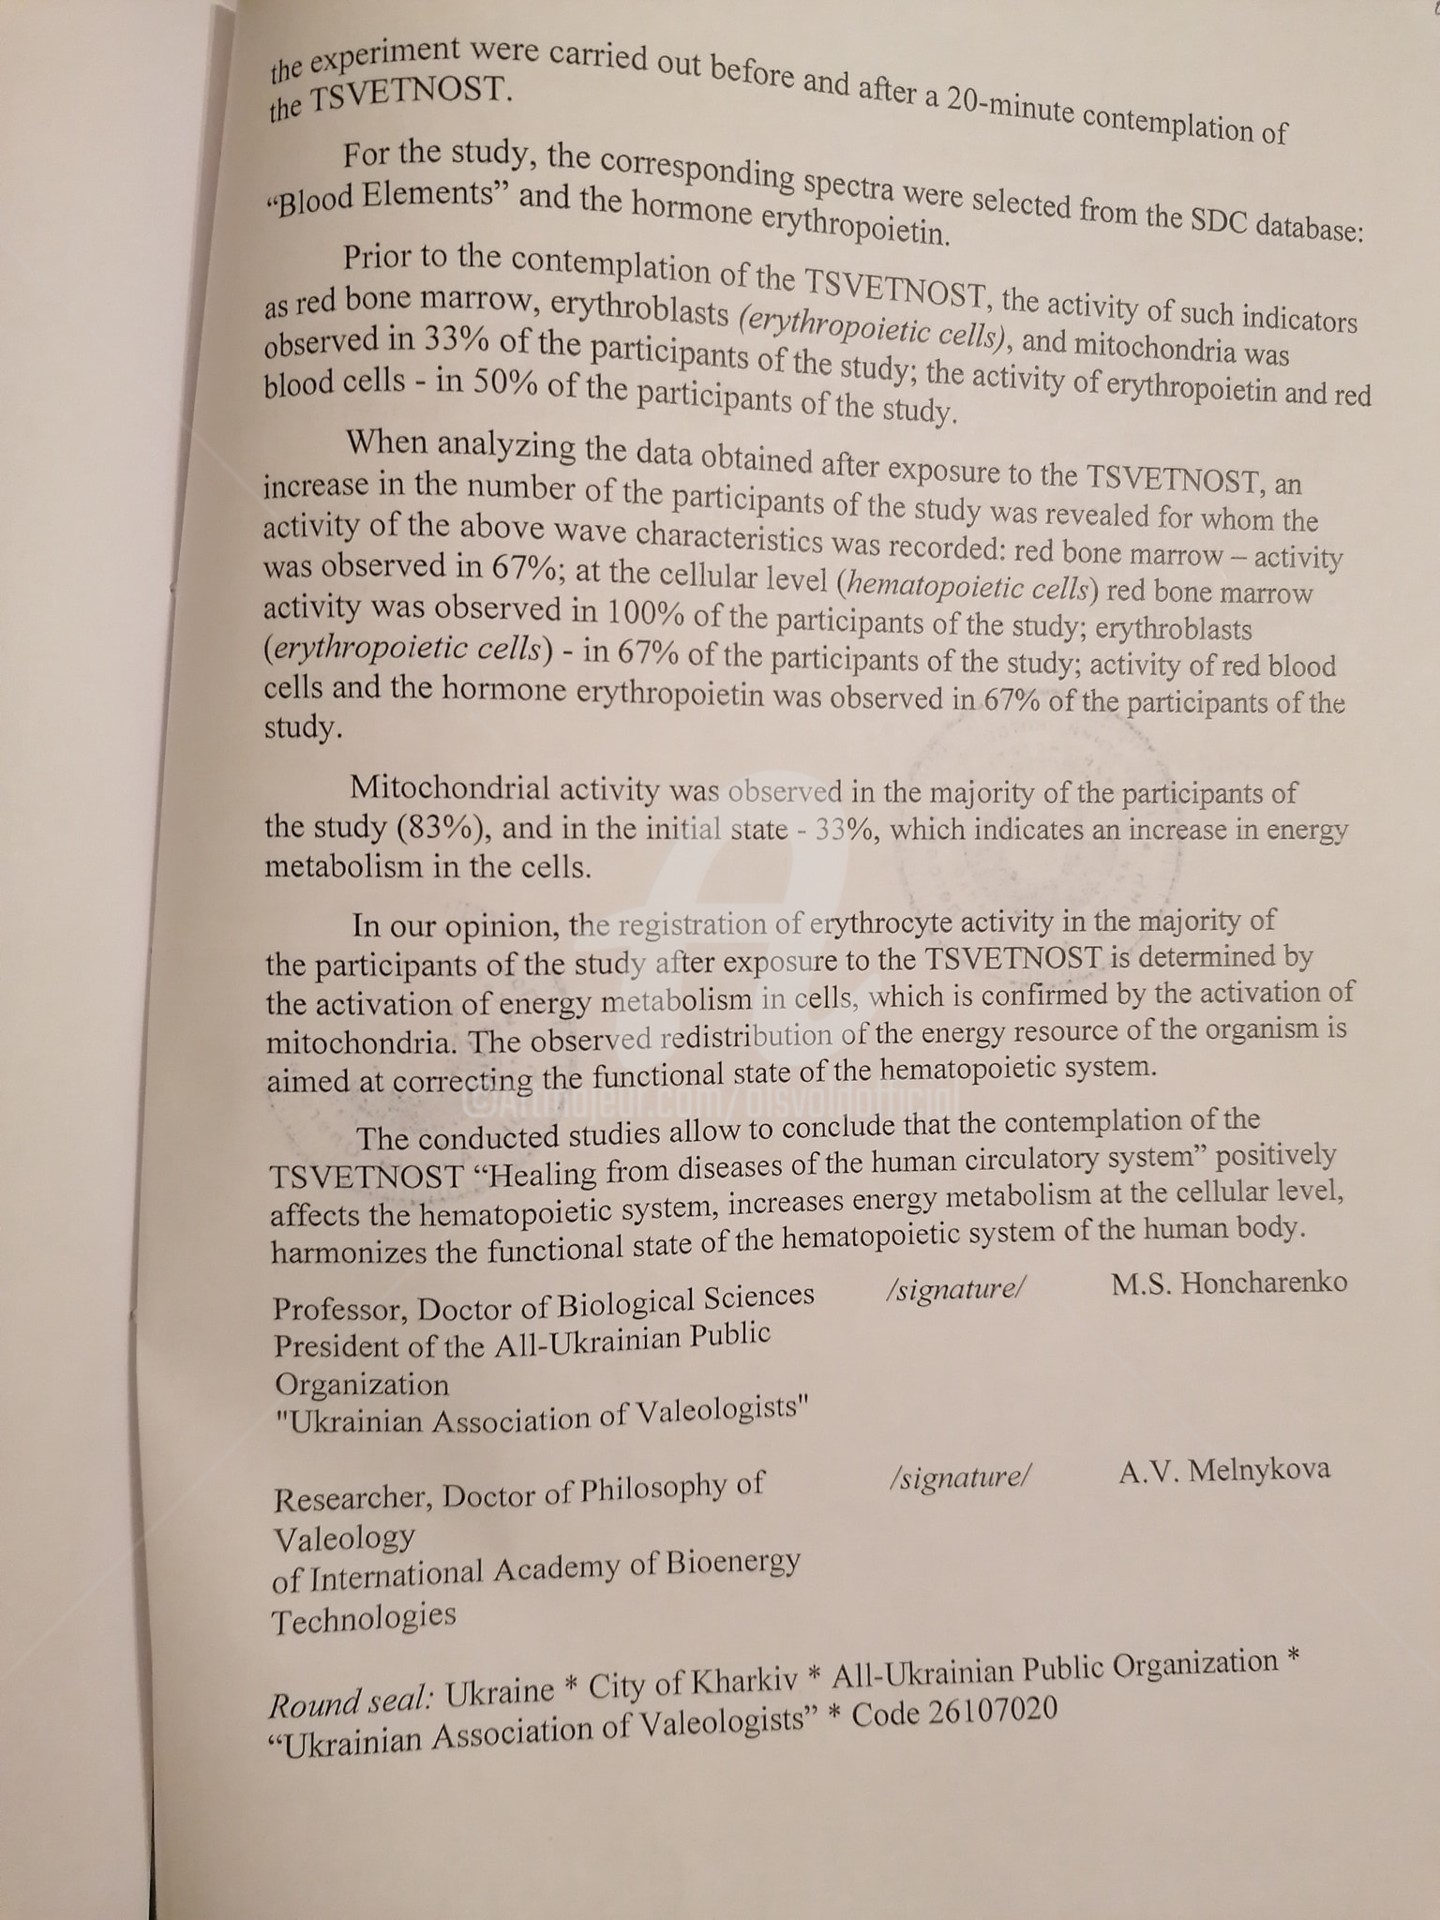 the experiment were carried out before and after a 20-minute contemplation of
the TSVETNOST.
For the study, the corresponding spectra were selected from the SDC database:
“Blood Elements” and the hormone erythropoietin.
Prior to the contemplation of the TSVETNOST, the activity of such indicators
as red bone marrow, erythroblasts (erythropoietic cells), and mitochondria was
observed in 33% of the participants of the study; the activity of erythropoietin and red
blood cells - in 50% of the participants of the study.
When analyzing the data obtained after exposure to the TSVETNOST, an
increase in the number of the participants of the study was revealed for whom the
activity of the above wave characteristics was recorded: red bone marrow – activity
was observed in 67%; at the cellular level (hematopoietic cells) red bone marrow
activity was observed in 100% of the participants of the study; erythroblasts
(erythropoietic cells) - in 67% of the participants of the study; activity of red blood
cells and the hormone erythropoietin was observed in 67% of the participants of the
study.
Mitochondrial activity was observed in the majority of the participants of
the study (83%), and in the initial state - 33%, which indicates an increase in energy
metabolism in the cells.
In our opinion, the registration of erythrocyte activity in the majority of
the participants of the study after exposure to the TSVETNOST is determined by
the activation of energy metabolism in cells, which is confirmed by the activation of
mitochondria. The observed redistribution of the energy resource of the organism is
aimed at correcting the functional state of the hematopoietic system.
©Artmajeur.com/olsvoldofficial
The conducted studies allow to conclude that the contemplation of the
TSVETNOST “Healing from diseases of the human circulatory system” positively
affects the hematopoietic system, increases energy metabolism at the cellular level,
harmonizes the functional state of the hematopoietic system of the human body.
Professor, Doctor of Biological Sciences /signature/ M.S. Honcharenko
President of the All-Ukrainian Public
Organization
"Ukrainian Association of Valeologists"
Researcher, Doctor of Philosophy of /signature/ A.V. Melnykova
Valeology
of International Academy of Bioenergy
Technologies
Round seal: Ukraine * City of Kharkiv * All-Ukrainian Public Organization *
“Ukrainian Association of Valeologists” * Code 26107020